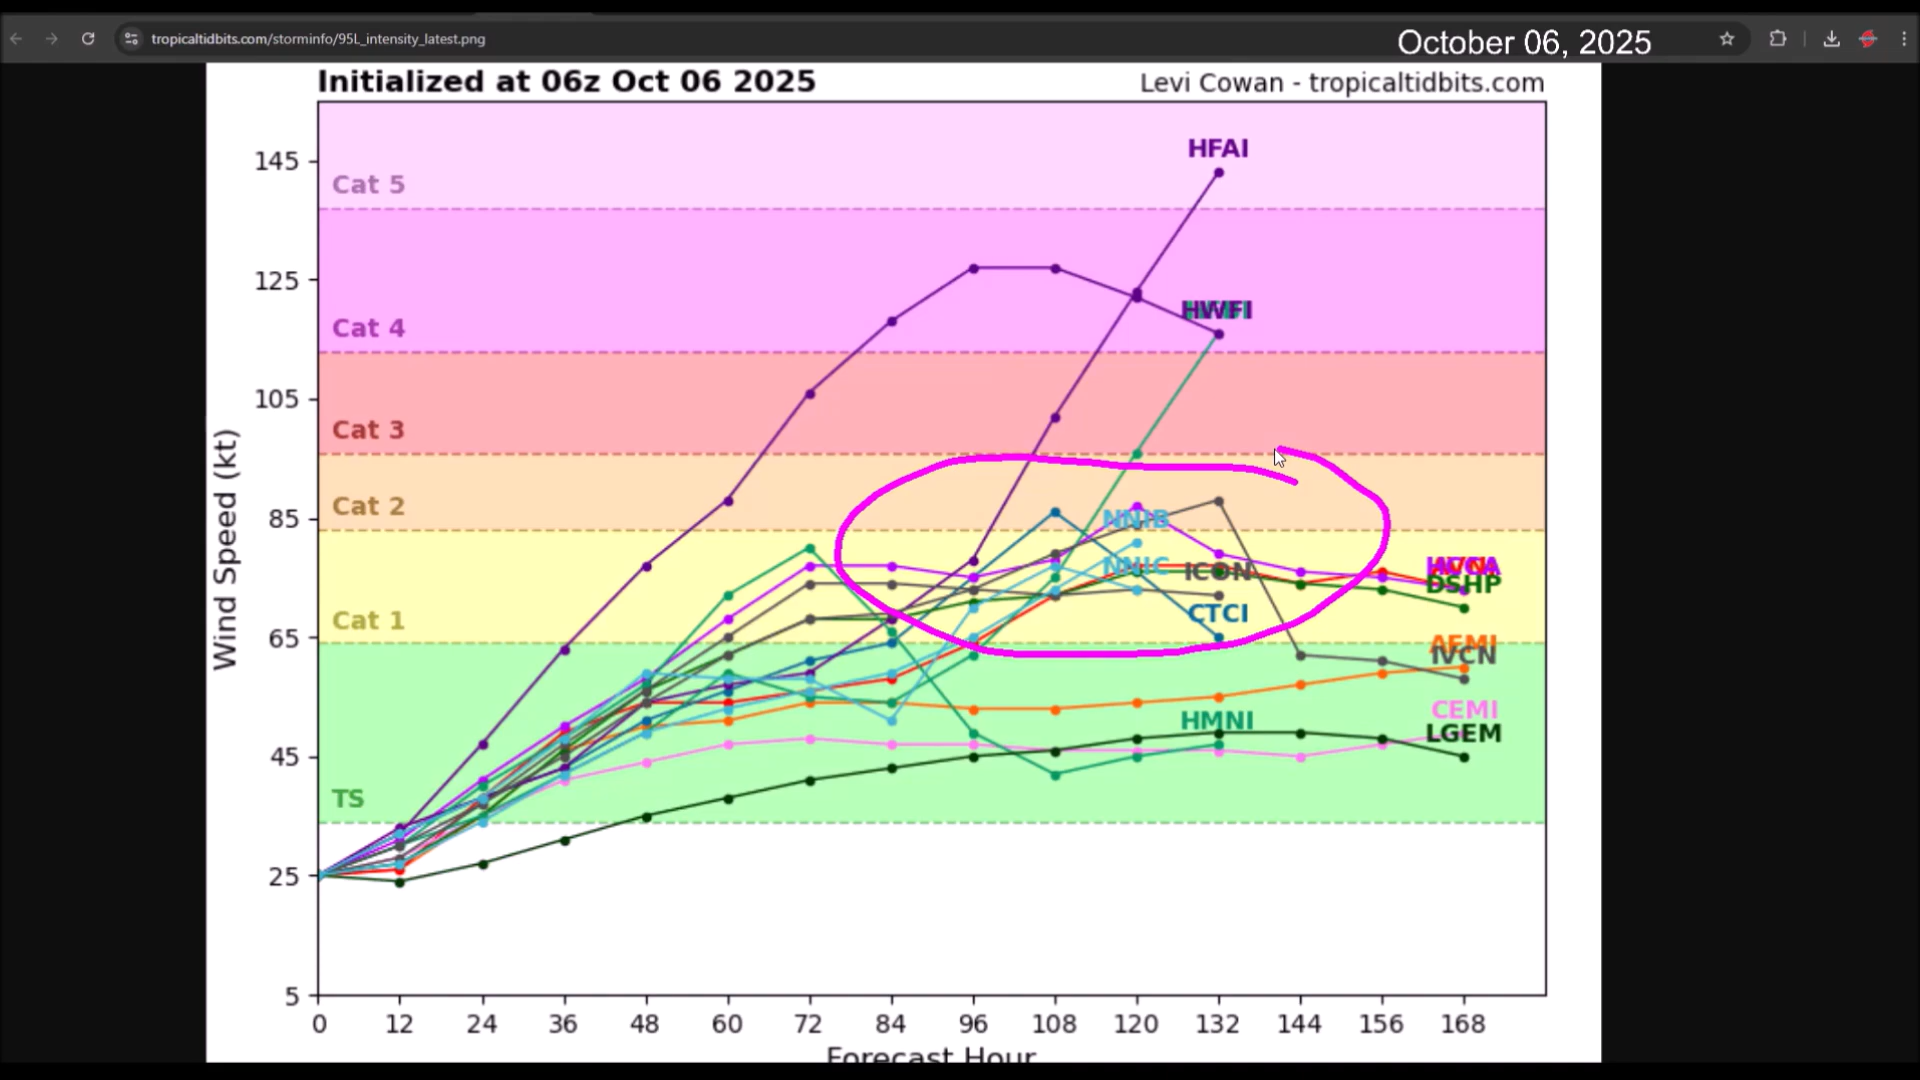 tropicaltidbits.com/storminfo/95L_intensity_latest.png
October 06, 2025
Initialized at 06z Oct 06 2025
Levi Cowan - tropicaltidbits.com
Wind Speed (kt)
145
125
105
85
65
45
25
5
Cat 5
Cat 4
Cat 3
Cat 2
Cat 1
TS
HFAI
HWFI
NNIB
NNIC
ICON
CTCI
HMNI
DSHP
AEMI
IVCN
CEMI
LGEM
0 12 24 36 48 60 72 84 96 108 120 132 144 156 168
Forecast Hour